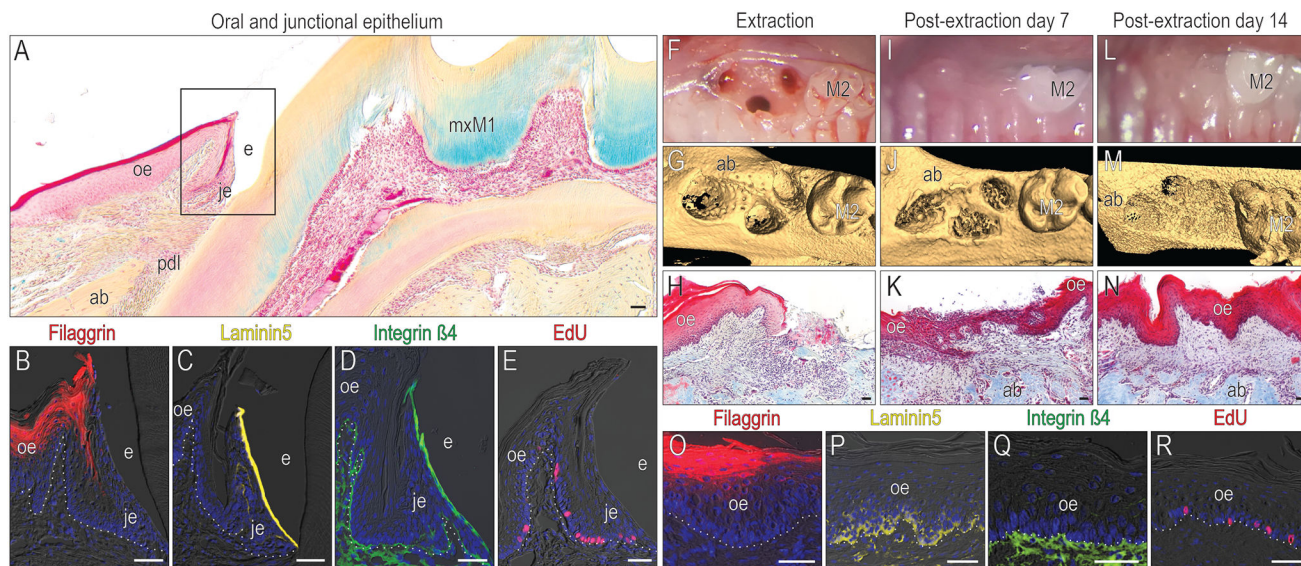 Oral and junctional epithelium
Extraction
Post-extraction day 7
Post-extraction day 14
A
oe
je
e
mxM1
pdl
ab
F
M2
I
M2
L
M2
G
ab
J
ab
M2
M
ab
M2
H
oe
K
oe
oe
ab
N
oe
ab
Filaggrin
Laminin5
Integrin ß4
EdU
B
oe
e
je
C
oe
e
je
D
oe
e
je
E
oe
e
je
Filaggrin
Laminin5
Integrin ß4
EdU
O
oe
P
oe
Q
oe
R
oe